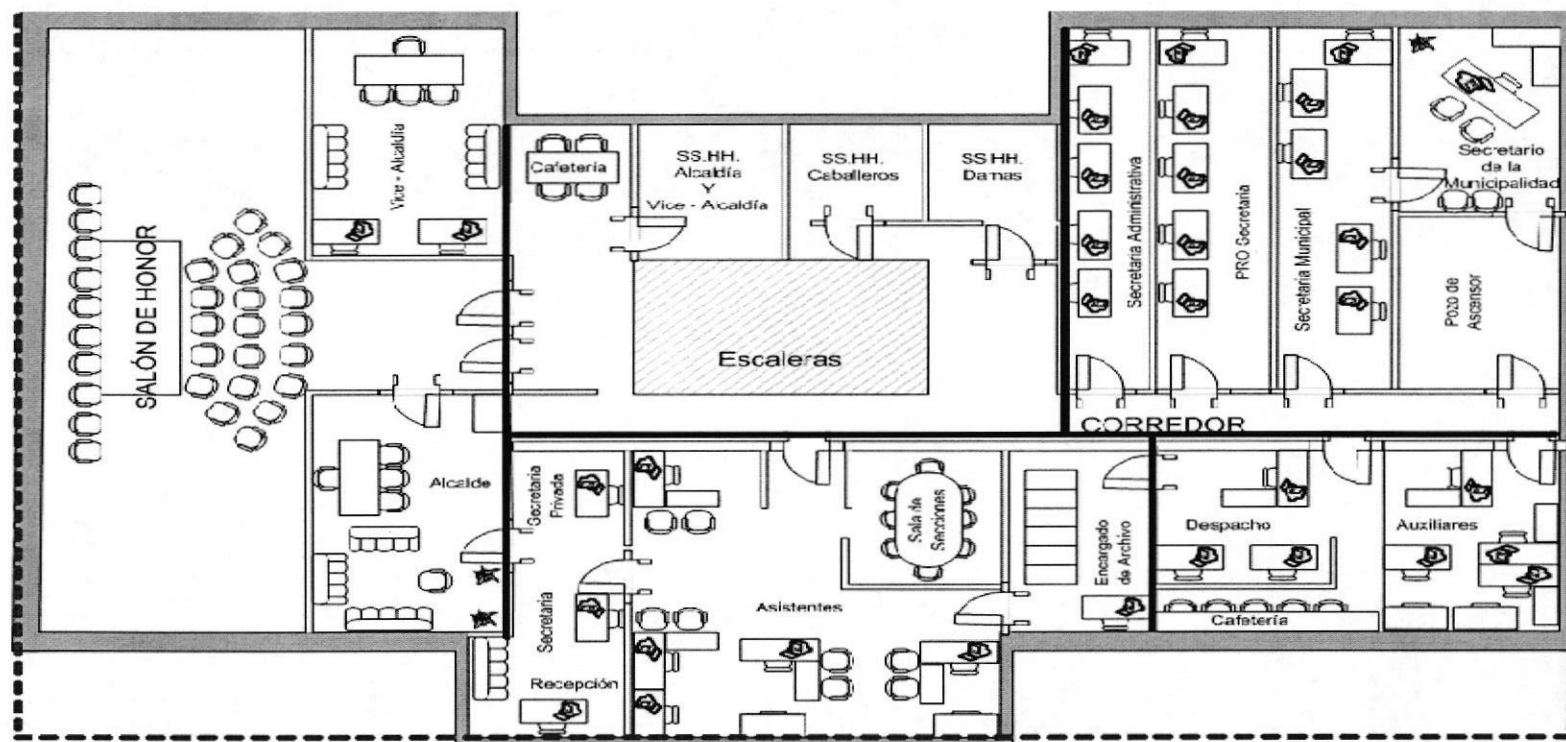 Vice - Alcaldía
Cafetería
SS.HH.
Alcaldía
Y
Vice - Alcaldía
SS.HH.
Caballeros
SS HH.
Damas
Secretaria Administrativa
PRO Secretaria
Secretaria Municipal
Secretario
de la
Municipalidad
SALÓN DE HONOR
Escaleras
Pozo de
Ascensor
CORREDOR
Alcalde
Secretaria
Privada
Sala de
Secciones
Encargado
de Archivo
Despacho
Auxiliares
Secretaria
Asistentes
Cafetería
Recepción